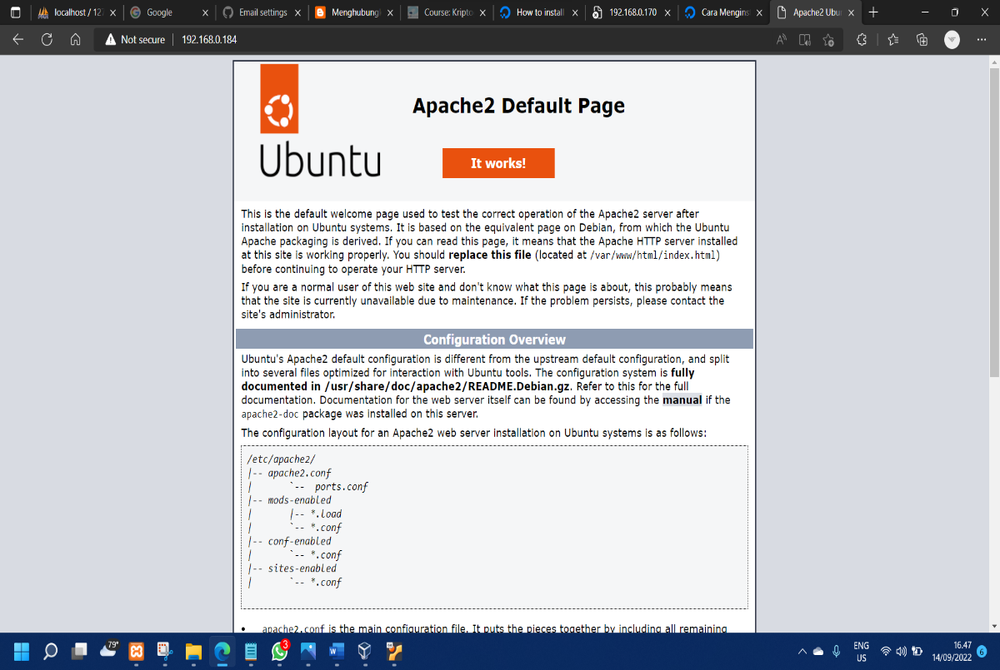 localhost / 127
Google
Email settings
Menghubungi
Course: Kripto
How to install
192.168.0.170
Cara Mengins
Apache2 Ubu
Not secure
192.168.0.184
Apache2 Default Page
Ubuntu
It works!
This is the default welcome page used to test the correct operation of the Apache2 server after
installation on Ubuntu systems. It is based on the equivalent page on Debian, from which the Ubuntu
Apache packaging is derived. If you can read this page, it means that the Apache HTTP server installed
at this site is working properly. You should replace this file (located at /var/www/html/index.html)
before continuing to operate your HTTP server.
If you are a normal user of this web site and don't know what this page is about, this probably means
that the site is currently unavailable due to maintenance. If the problem persists, please contact the
site's administrator.
Configuration Overview
Ubuntu's Apache2 default configuration is different from the upstream default configuration, and split
into several files optimized for interaction with Ubuntu tools. The configuration system is fully
documented in /usr/share/doc/apache2/README.Debian.gz. Refer to this for the full
documentation. Documentation for the web server itself can be found by accessing the manual if the
apache2-doc package was installed on this server.
The configuration layout for an Apache2 web server installation on Ubuntu systems is as follows:
/etc/apache2/
|-- apache2.conf
|       `--  ports.conf
|-- mods-enabled
|       |-- *.load
|       `-- *.conf
|-- conf-enabled
|       `-- *.conf
|-- sites-enabled
|       `-- *.conf
• apache2.conf is the main configuration file. It puts the pieces together by including all remaining
79°
3
ENG
US
16.47
14/09/2022
6